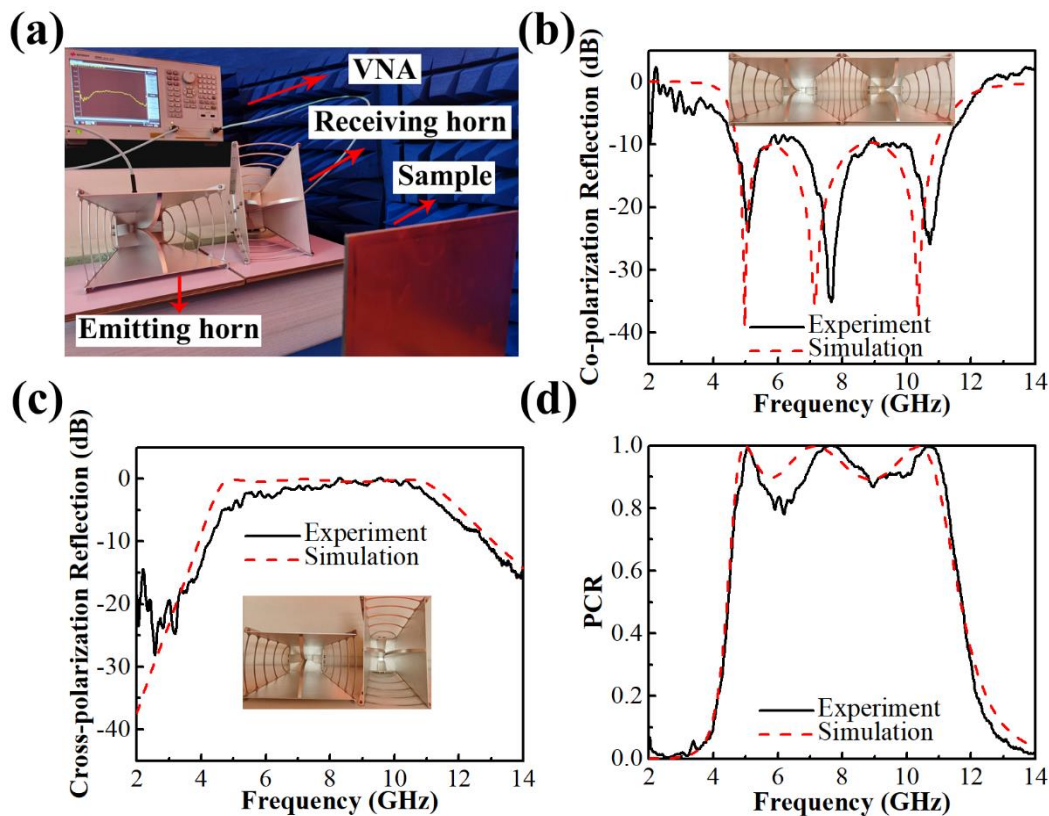 (a)
VNA
Receiving horn
Sample
Emitting horn
(b)
Co-polarization Reflection (dB)
0
-10
-20
-30
-40
Experiment
Simulation
2 4 6 8 10 12 14
Frequency (GHz)
(c)
Cross-polarization Reflection (dB)
0
-10
-20
-30
-40
Experiment
Simulation
2 4 6 8 10 12 14
Frequency (GHz)
(d)
PCR
1.0
0.8
0.6
0.4
0.2
0.0
Experiment
Simulation
2 4 6 8 10 12 14
Frequency (GHz)